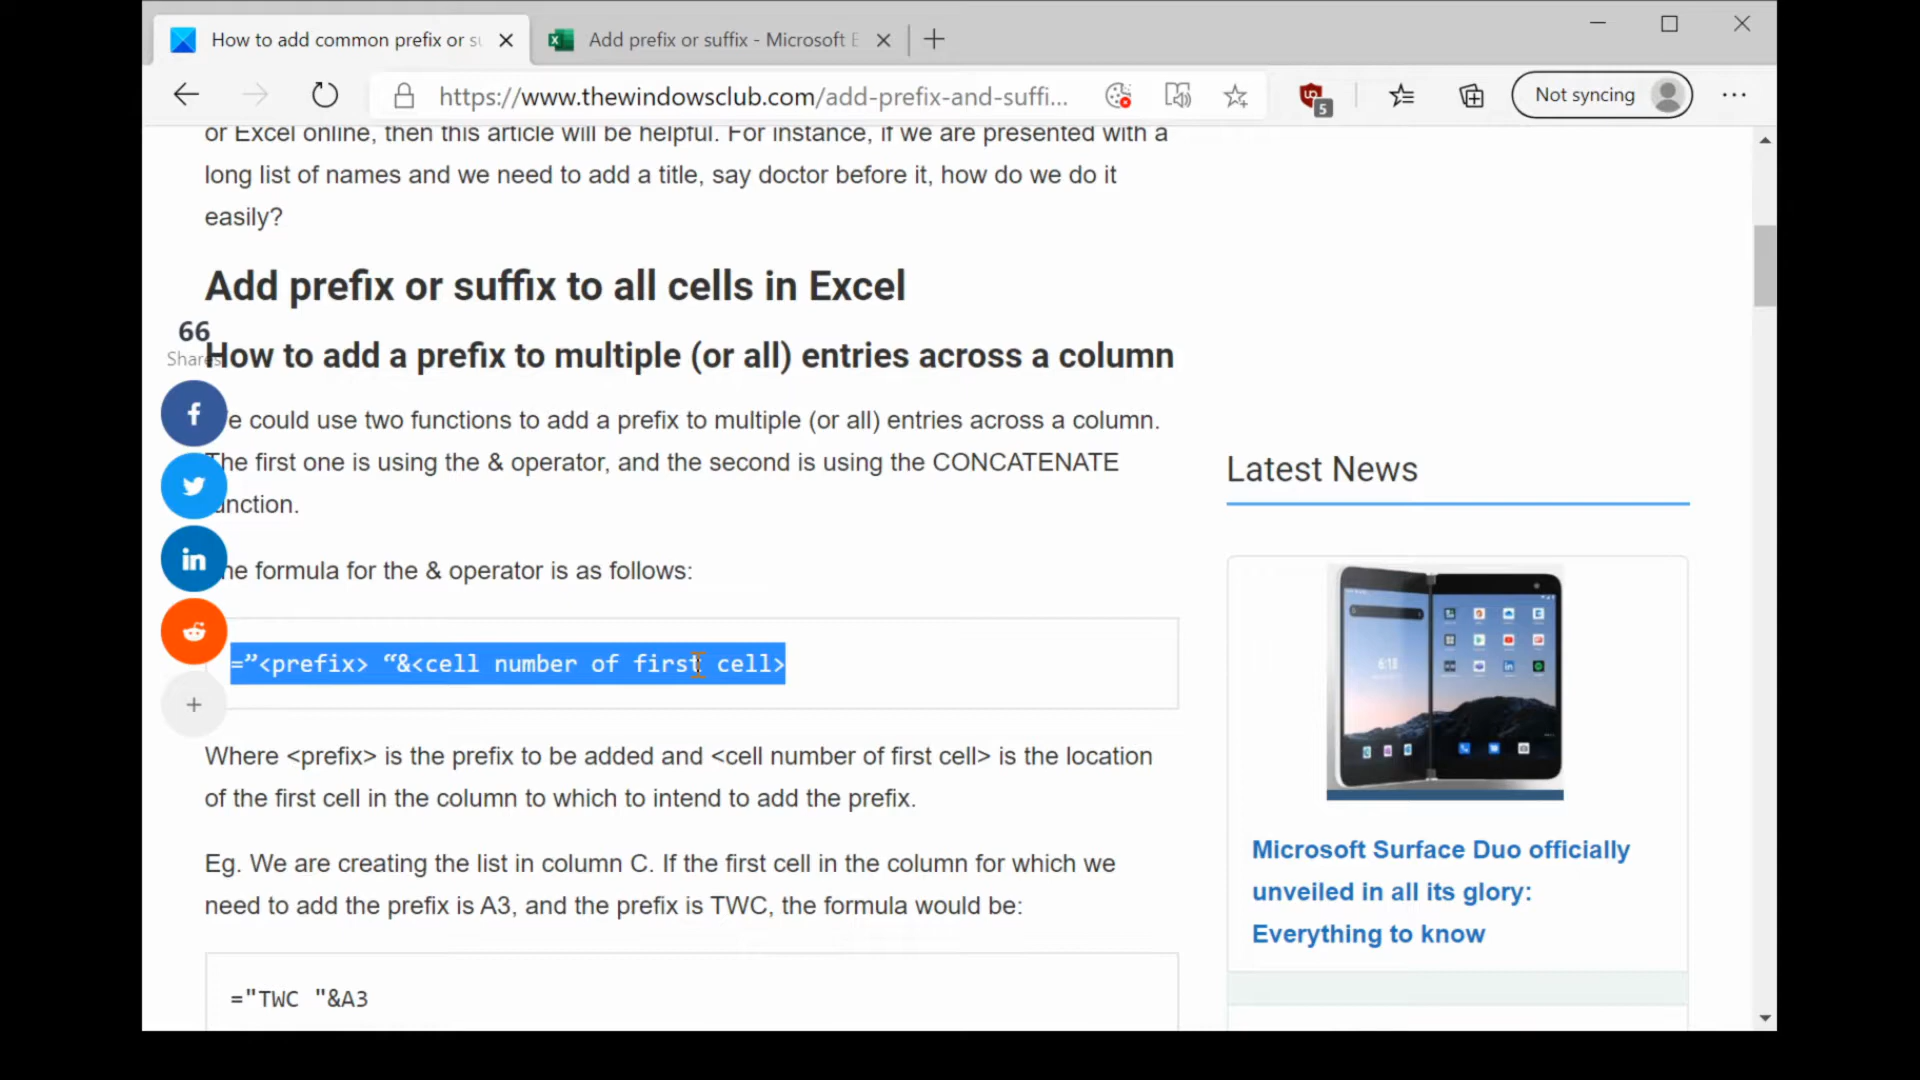 How to add common prefix or su
Add prefix or suffix - Microsoft E
https://www.thewindowsclub.com/add-prefix-and-suffi...
5
Not syncing
or Excel online, then this article will be helpful. For instance, if we are presented with a
long list of names and we need to add a title, say doctor before it, how do we do it
easily?
Add prefix or suffix to all cells in Excel
66
Shares
How to add a prefix to multiple (or all) entries across a column
e could use two functions to add a prefix to multiple (or all) entries across a column.
The first one is using the & operator, and the second is using the CONCATENATE
unction.
he formula for the & operator is as follows:
=”<prefix> “&<cell number of first cell>
Where <prefix> is the prefix to be added and <cell number of first cell> is the location
of the first cell in the column to which to intend to add the prefix.
Eg. We are creating the list in column C. If the first cell in the column for which we
need to add the prefix is A3, and the prefix is TWC, the formula would be:
="TWC "&A3
Latest News
6:18
Microsoft Surface Duo officially
unveiled in all its glory:
Everything to know